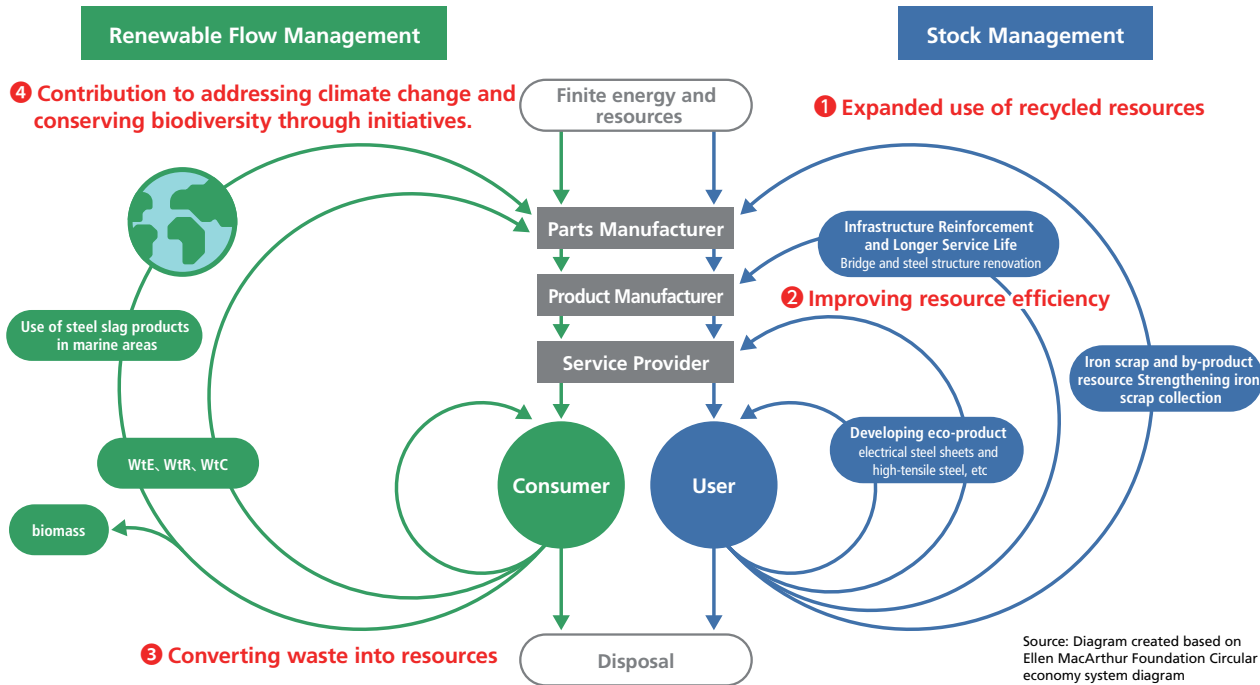 Renewable Flow Management
Stock Management
❹ Contribution to addressing climate change and
conserving biodiversity through initiatives.
Finite energy and
resources
❶ Expanded use of recycled resources
Parts Manufacturer
Infrastructure Reinforcement
and Longer Service Life
Bridge and steel structure renovation
Product Manufacturer
❷ Improving resource efficiency
Use of steel slag products
in marine areas
Service Provider
Iron scrap and by-product
resource Strengthening iron
scrap collection
WtE、WtR、WtC
Developing eco-product
electrical steel sheets and
high-tensile steel, etc
Consumer
User
biomass
❸ Converting waste into resources
Disposal
Source: Diagram created based on
Ellen MacArthur Foundation Circular
economy system diagram